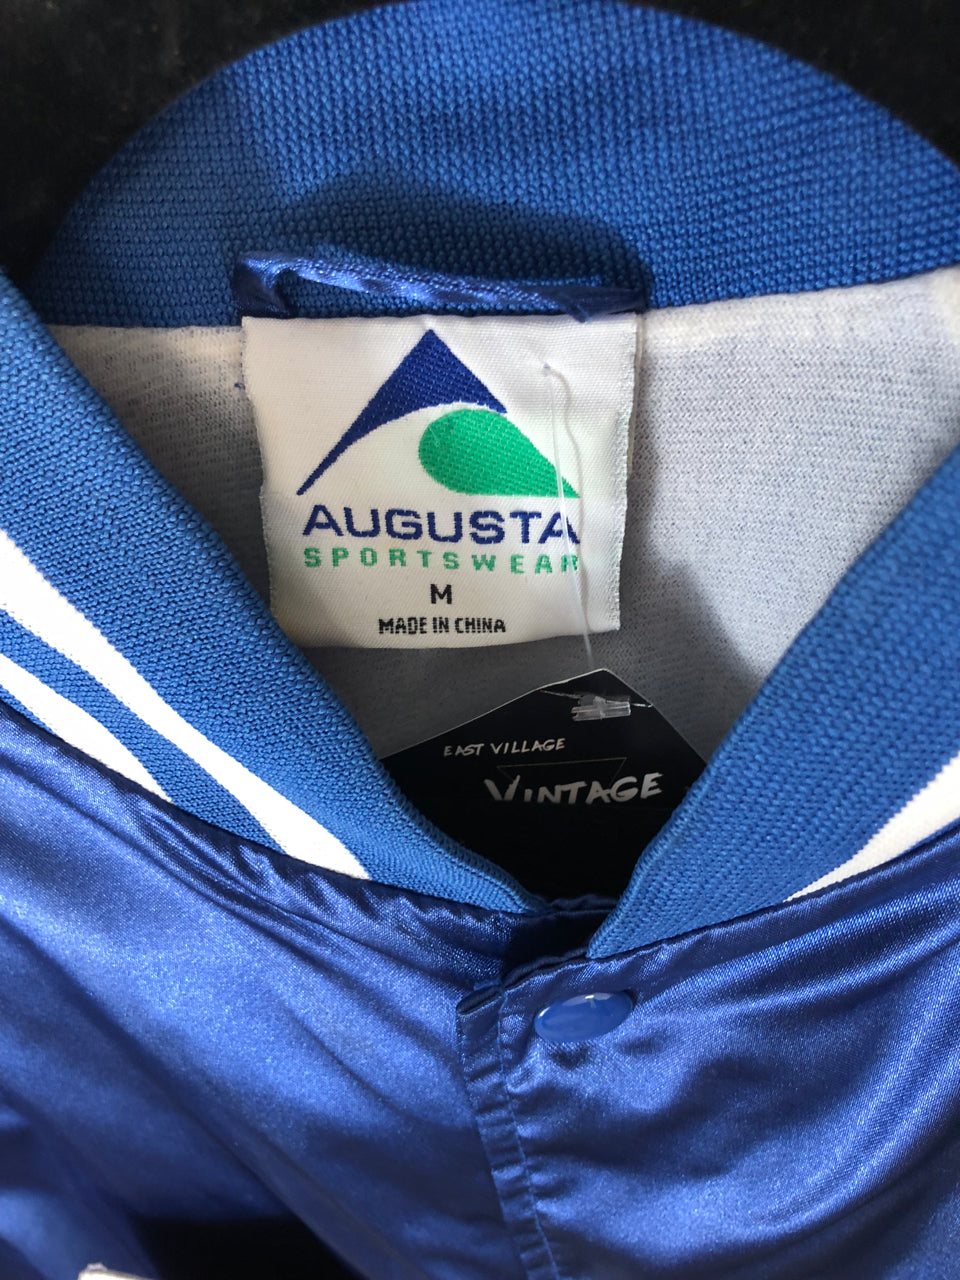 AUGUSTA
SPORTSWEAR
M
MADE IN CHINA
EAST VILLAGE
VINTAGE